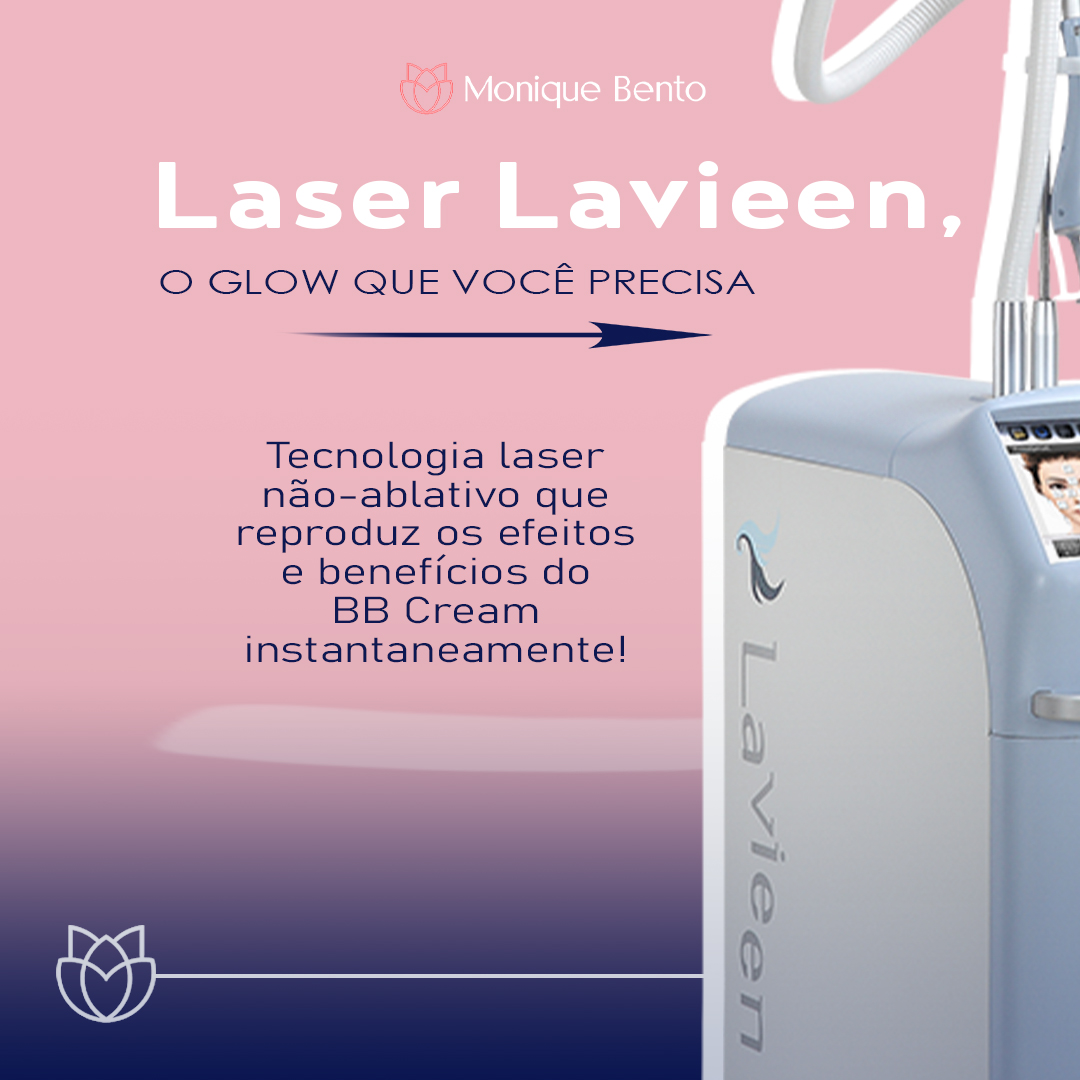 Monique Bento
Laser Lavieen,
O GLOW QUE VOCÊ PRECISA
Tecnologia laser
não-ablativo que
reproduz os efeitos
e benefícios do
BB Cream
instantaneamente!
Lavieen